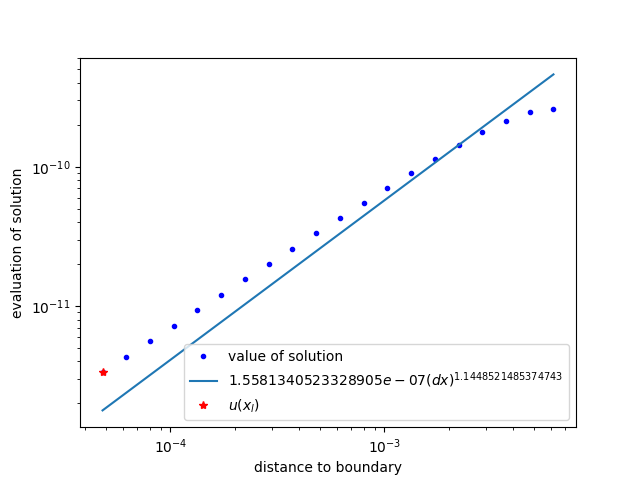 evaluation of solution
10⁻¹⁰
10⁻¹¹
value of solution
1.5581340523328905e − 07(dx)^1.1448521485374743
u(x_l)
10⁻⁴ 10⁻³
distance to boundary